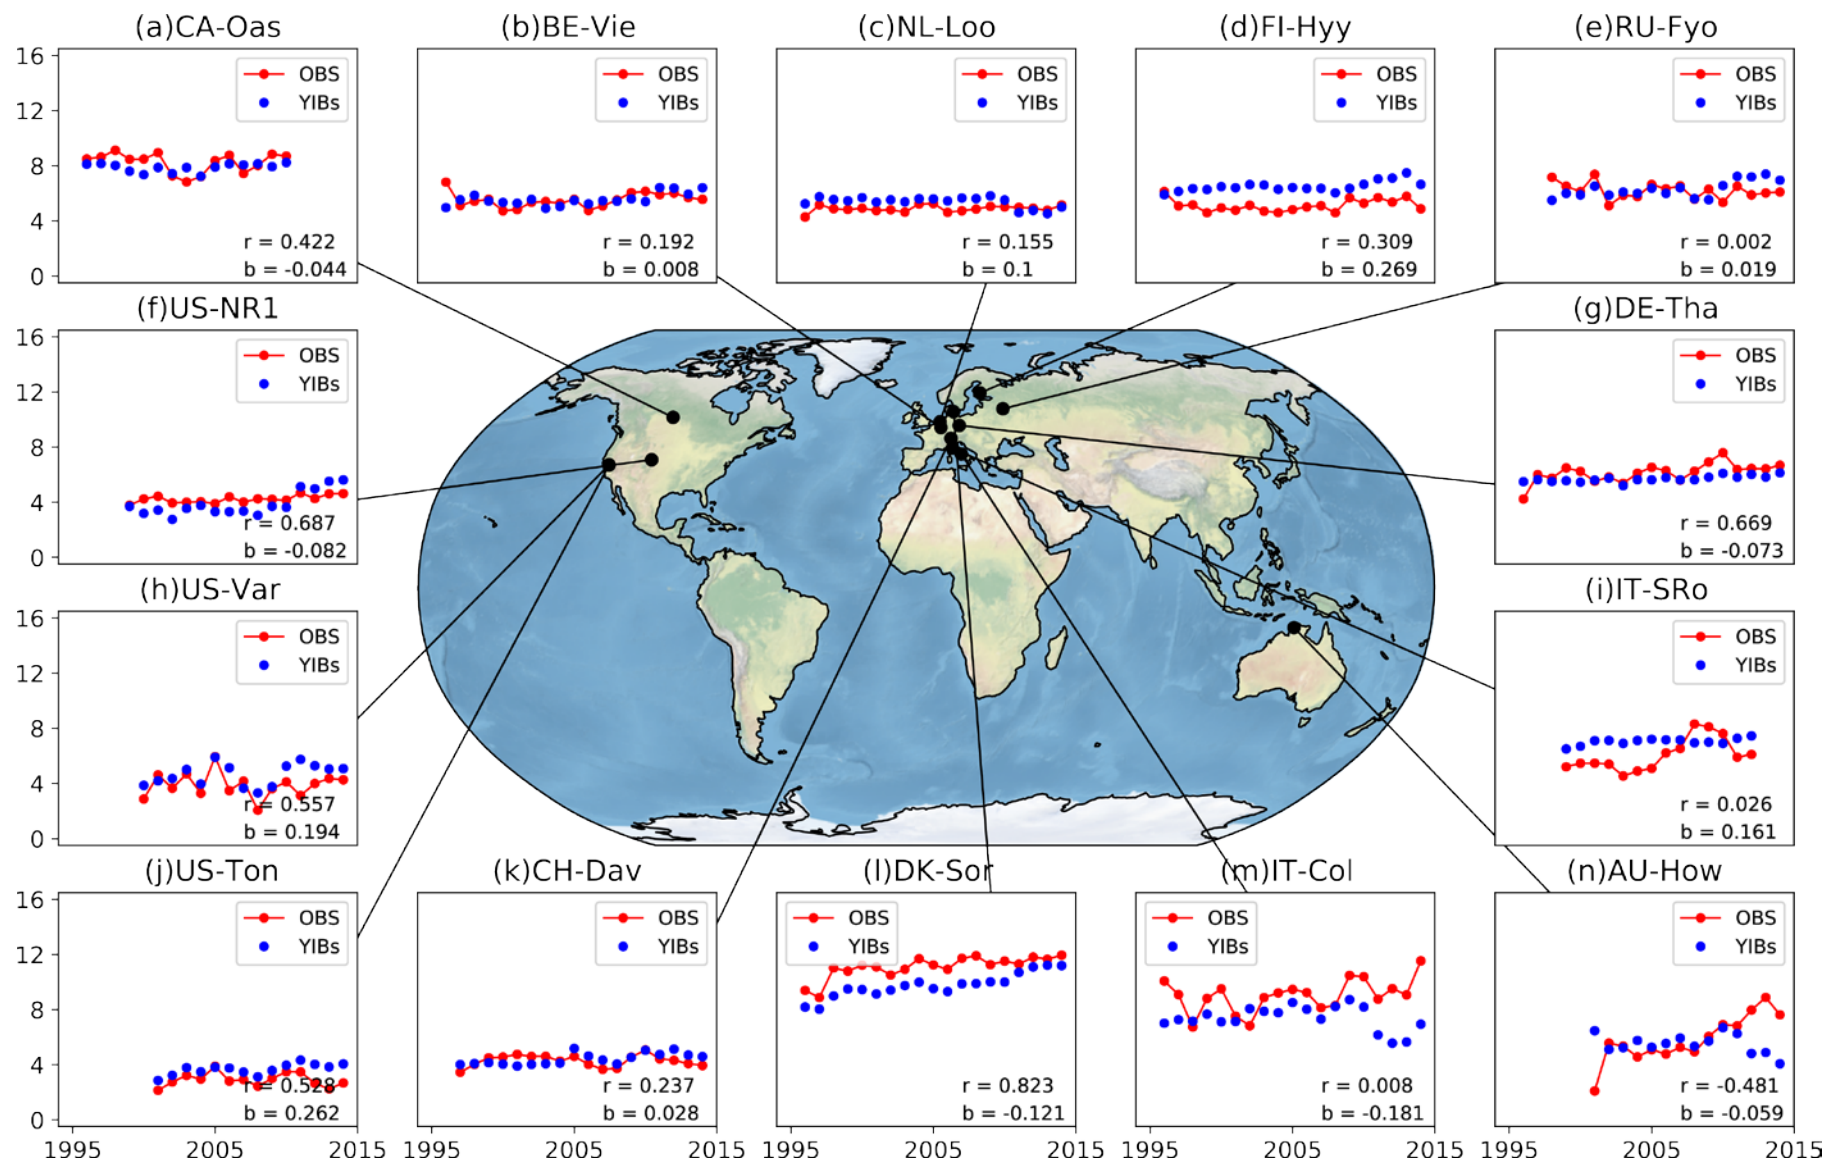 (a)CA-Oas
16
12
8
4
0
OBS
YIBs
r = 0.422
b = -0.044
(b)BE-Vie
OBS
YIBs
r = 0.192
b = 0.008
(c)NL-Loo
OBS
YIBs
r = 0.155
b = 0.1
(d)FI-Hyy
OBS
YIBs
r = 0.309
b = 0.269
(e)RU-Fyo
OBS
YIBs
r = 0.002
b = 0.019
(f)US-NR1
16
12
8
4
0
OBS
YIBs
r = 0.687
b = -0.082
(g)DE-Tha
OBS
YIBs
r = 0.669
b = -0.073
(h)US-Var
16
12
8
4
0
OBS
YIBs
r = 0.557
b = 0.194
(i)IT-SRo
OBS
YIBs
r = 0.026
b = 0.161
(j)US-Ton
16
12
8
4
0
OBS
YIBs
r = 0.528
b = 0.262
1995 2005 2015
(k)CH-Dav
OBS
YIBs
r = 0.237
b = 0.028
1995 2005 2015
(l)DK-Sor
OBS
YIBs
r = 0.823
b = -0.121
1995 2005 2015
(m)IT-Col
OBS
YIBs
r = 0.008
b = -0.181
1995 2005 2015
(n)AU-How
OBS
YIBs
r = -0.481
b = -0.059
1995 2005 2015